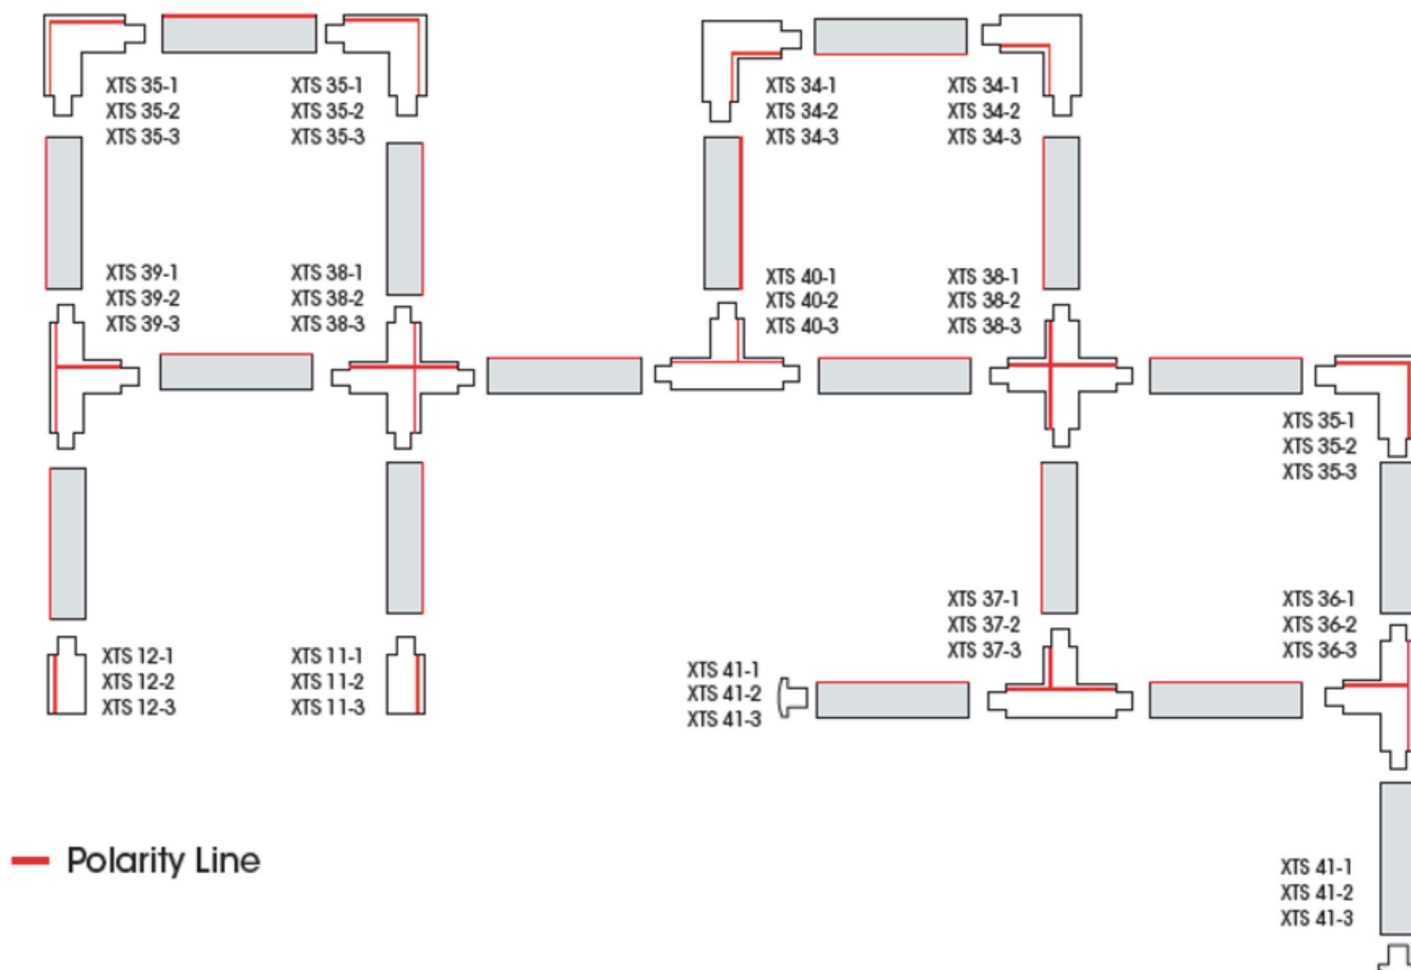 XTS 35-1
XTS 35-2
XTS 35-3
XTS 35-1
XTS 35-2
XTS 35-3
XTS 34-1
XTS 34-2
XTS 34-3
XTS 34-1
XTS 34-2
XTS 34-3
XTS 39-1
XTS 39-2
XTS 39-3
XTS 38-1
XTS 38-2
XTS 38-3
XTS 40-1
XTS 40-2
XTS 40-3
XTS 38-1
XTS 38-2
XTS 38-3
XTS 35-1
XTS 35-2
XTS 35-3
XTS 12-1
XTS 12-2
XTS 12-3
XTS 11-1
XTS 11-2
XTS 11-3
XTS 41-1
XTS 41-2
XTS 41-3
XTS 37-1
XTS 37-2
XTS 37-3
XTS 36-1
XTS 36-2
XTS 36-3
Polarity Line
XTS 41-1
XTS 41-2
XTS 41-3